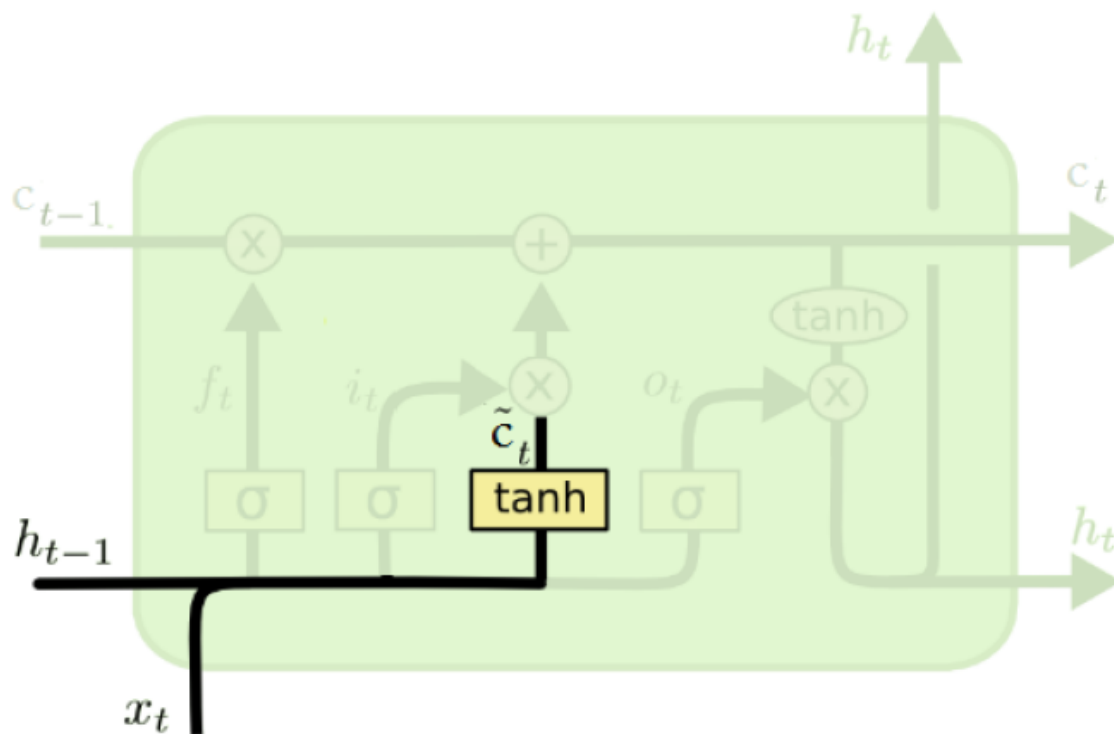 h_t
c_{t-1}
c_t
x
+
tanh
f_t
i_t
x
o_t
x
c̃_t
σ
σ
tanh
σ
h_{t-1}
h_t
x_t